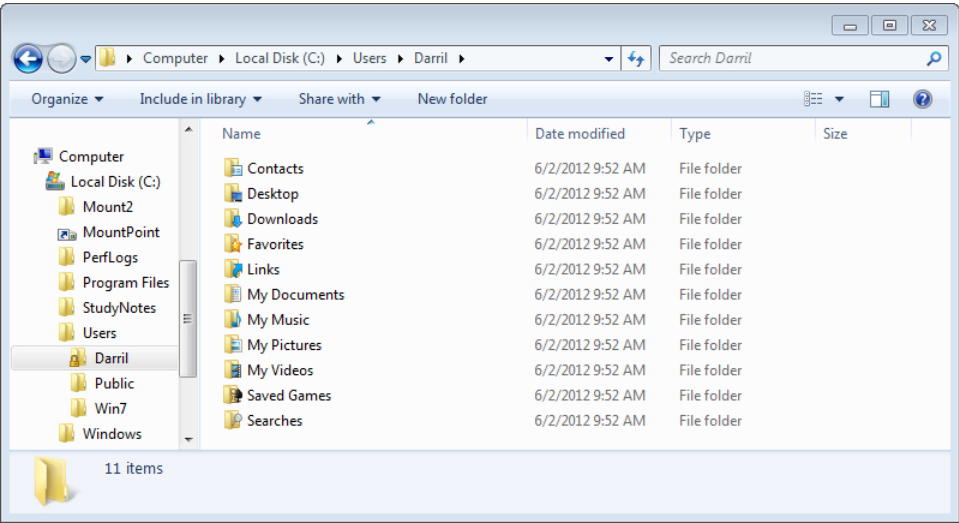 Computer Local Disk (C:) Users Darril
Search Darril
Organize Include in library Share with New folder
Computer
Local Disk (C:)
Mount2
MountPoint
PerfLogs
Program Files
StudyNotes
Users
Darril
Public
Win7
Windows
Name Date modified Type Size
Contacts 6/2/2012 9:52 AM File folder
Desktop 6/2/2012 9:52 AM File folder
Downloads 6/2/2012 9:52 AM File folder
Favorites 6/2/2012 9:52 AM File folder
Links 6/2/2012 9:52 AM File folder
My Documents 6/2/2012 9:52 AM File folder
My Music 6/2/2012 9:52 AM File folder
My Pictures 6/2/2012 9:52 AM File folder
My Videos 6/2/2012 9:52 AM File folder
Saved Games 6/2/2012 9:52 AM File folder
Searches 6/2/2012 9:52 AM File folder
11 items